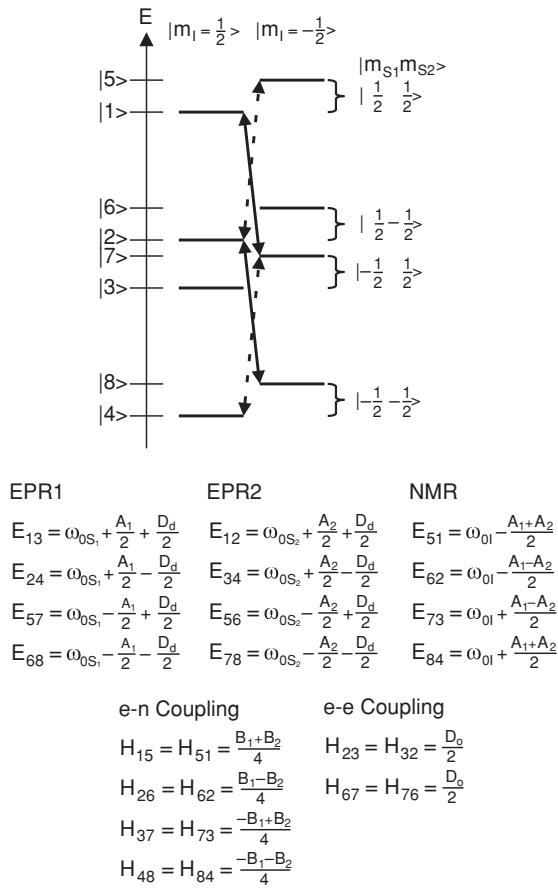 E |m_I = 1/2 > |m_I = −1/2>
|m_S1 m_S2>
|5>
| 1/2 1/2>
|1>
|6>
| 1/2 − 1/2>
|2>
|7>
|−1/2 1/2>
|3>
|8>
|−1/2 −1/2>
|4>
EPR1 EPR2 NMR
E_13 = ω_0S₁ + A_1/2 + D_d/2 E_12 = ω_0S₂ + A_2/2 + D_d/2 E_51 = ω_0I − (A_1+A_2)/2
E_24 = ω_0S₁ + A_1/2 − D_d/2 E_34 = ω_0S₂ + A_2/2 − D_d/2 E_62 = ω_0I − (A_1−A_2)/2
E_57 = ω_0S₁ − A_1/2 + D_d/2 E_56 = ω_0S₂ − A_2/2 + D_d/2 E_73 = ω_0I + (A_1−A_2)/2
E_68 = ω_0S₁ − A_1/2 − D_d/2 E_78 = ω_0S₂ − A_2/2 − D_d/2 E_84 = ω_0I + (A_1+A_2)/2
e-n Coupling e-e Coupling
H_15 = H_51 = (B_1+B_2)/4 H_23 = H_32 = D_o/2
H_26 = H_62 = (B_1−B_2)/4 H_67 = H_76 = D_o/2
H_37 = H_73 = (−B_1+B_2)/4
H_48 = H_84 = (−B_1−B_2)/4